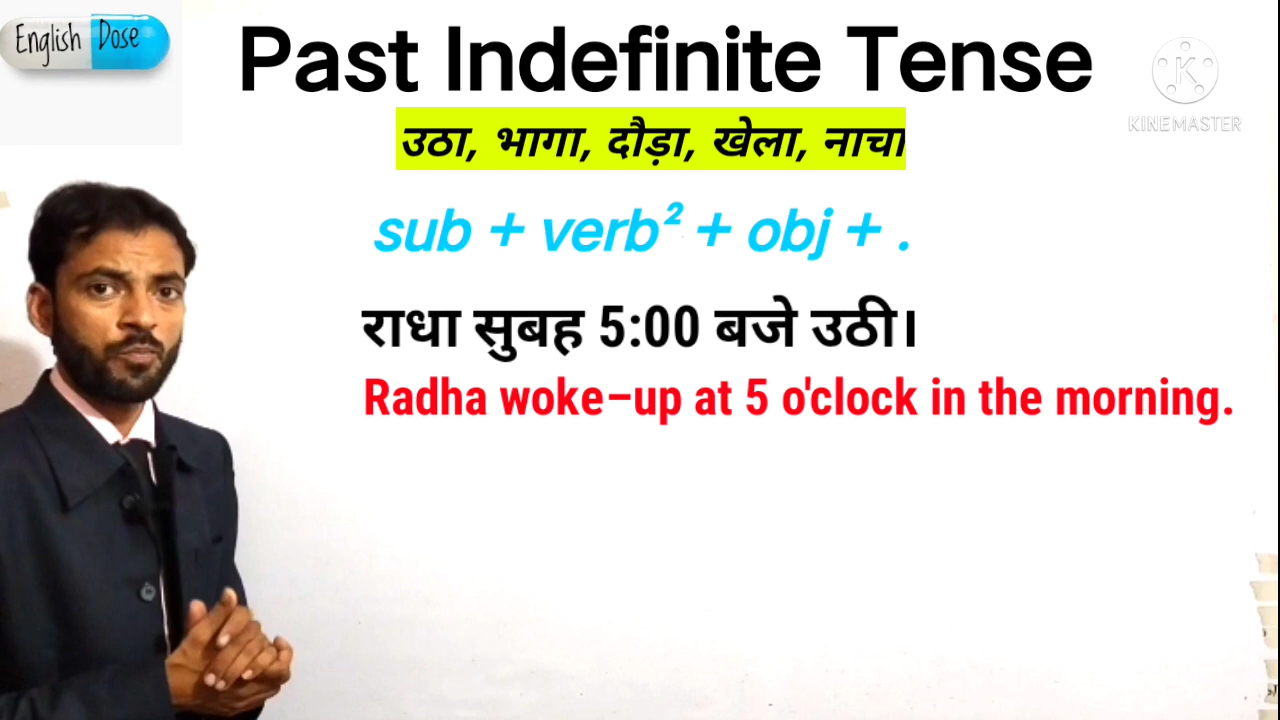 English Dose
Past Indefinite Tense
KINEMASTER
उठा, भागा, दौड़ा, खेला, नाचा
sub + verb² + obj + .
राधा सुबह 5:00 बजे उठी।
Radha woke–up at 5 o'clock in the morning.